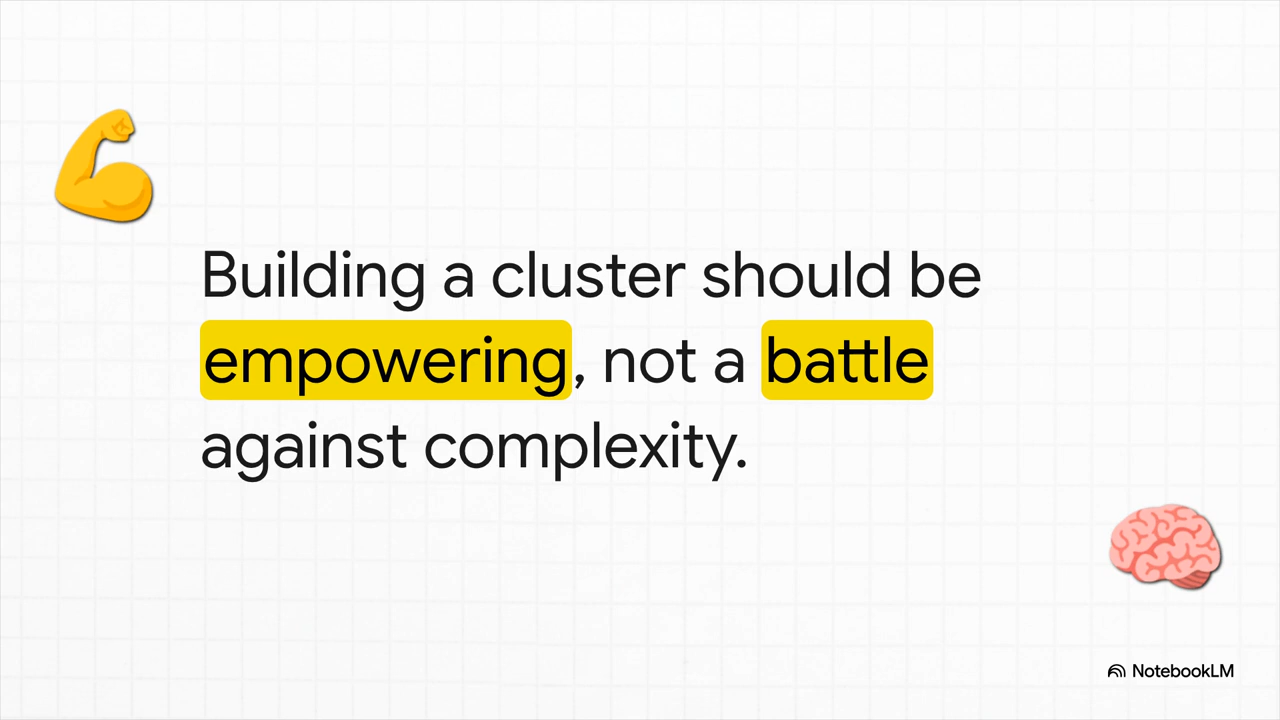 Building a cluster should be
empowering, not a battle
against complexity.
NotebookLM